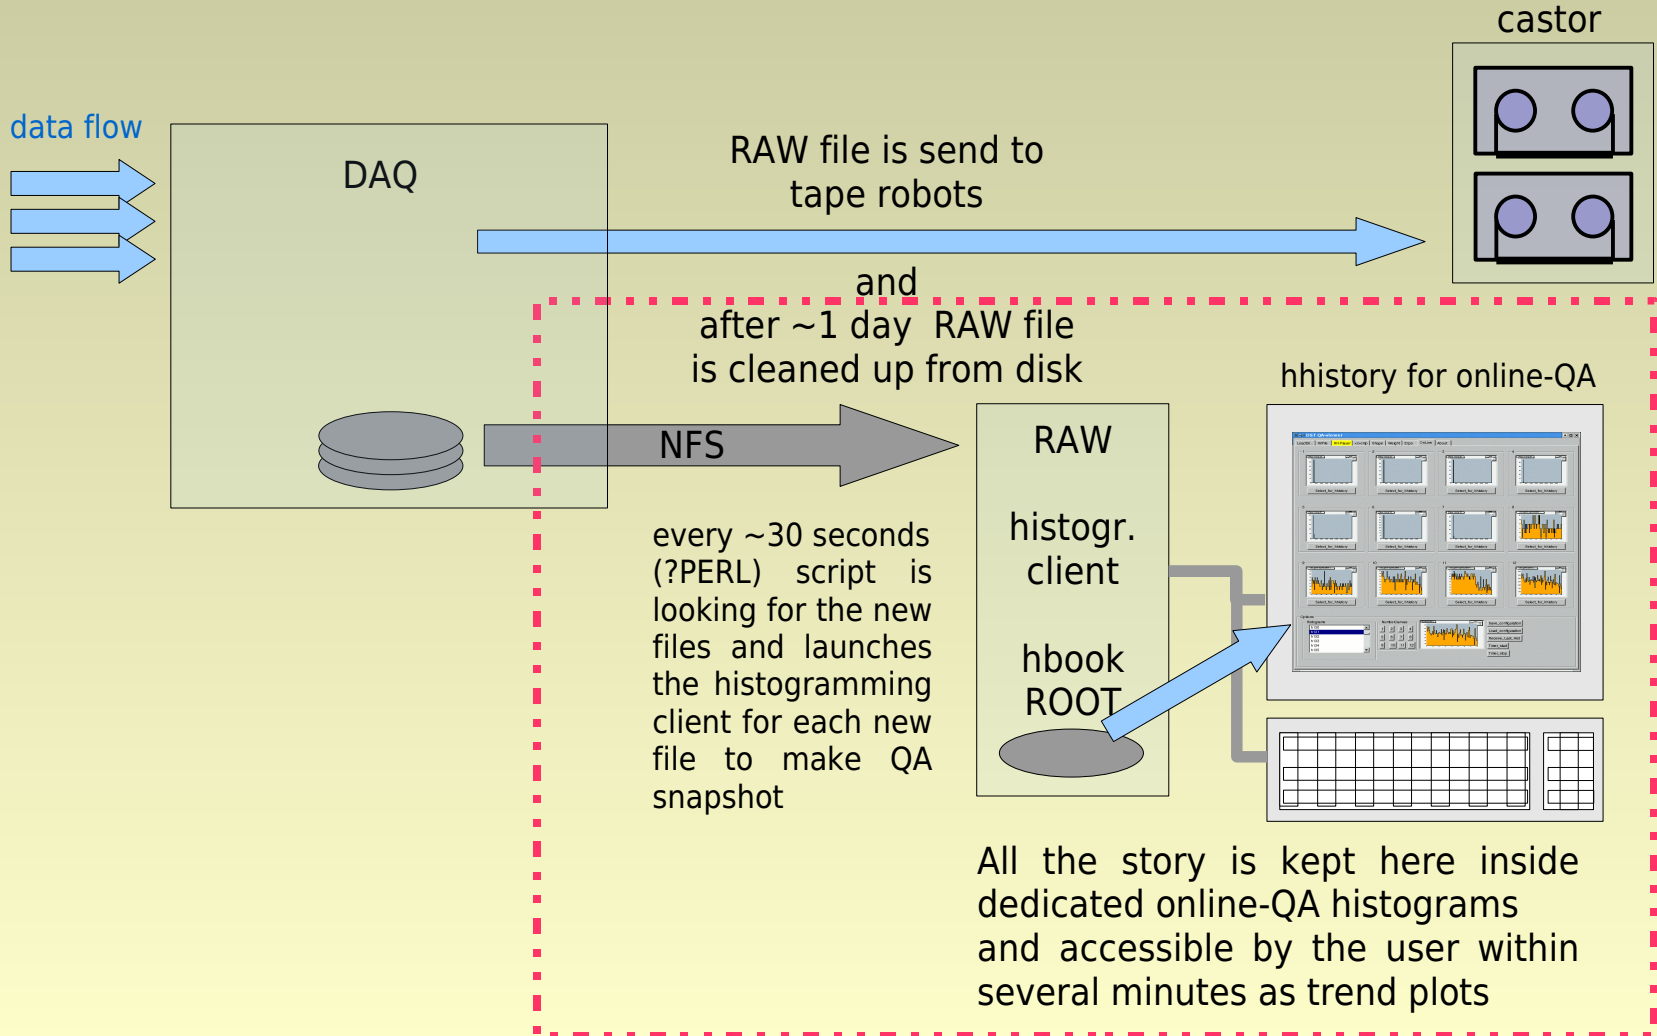 castor
data flow
DAQ
RAW file is send to
tape robots
and
after ~1 day RAW file
is cleaned up from disk
hhistory for online-QA
NFS
RAW
histogr.
client
hbook
ROOT
every ~30 seconds
(?PERL) script is
looking for the new
files and launches
the histogramming
client for each new
file to make QA
snapshot
All the story is kept here inside
dedicated online-QA histograms
and accessible by the user within
several minutes as trend plots